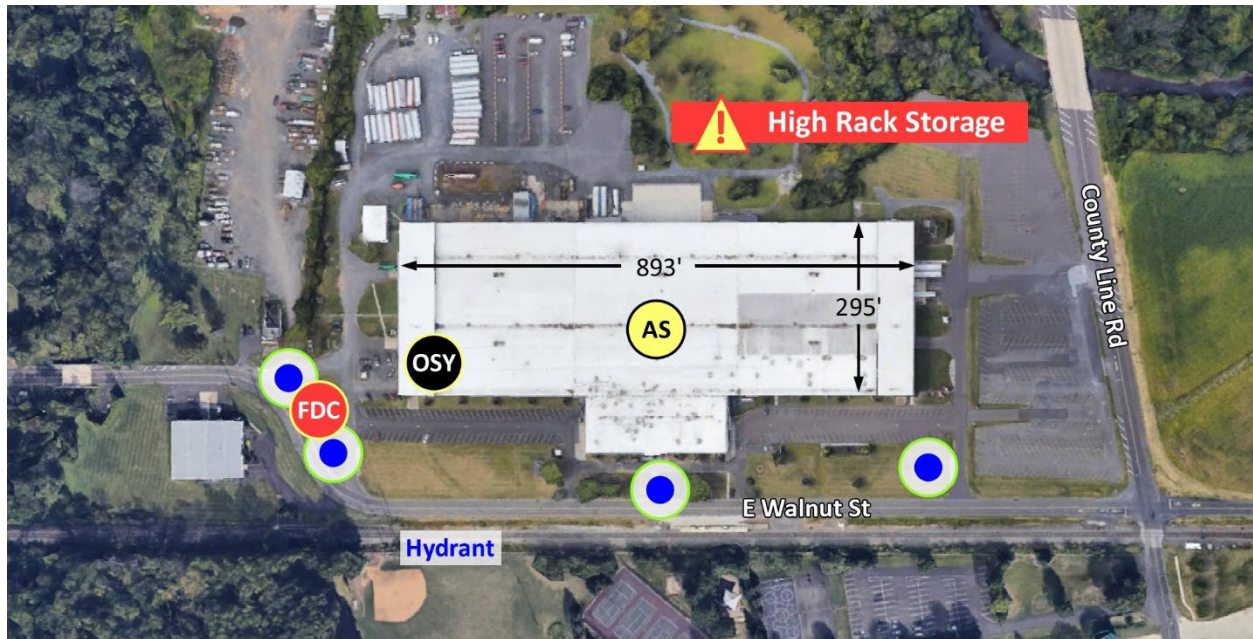 High Rack Storage
County Line Rd
893'
295'
AS
OSY
FDC
E Walnut St
Hydrant